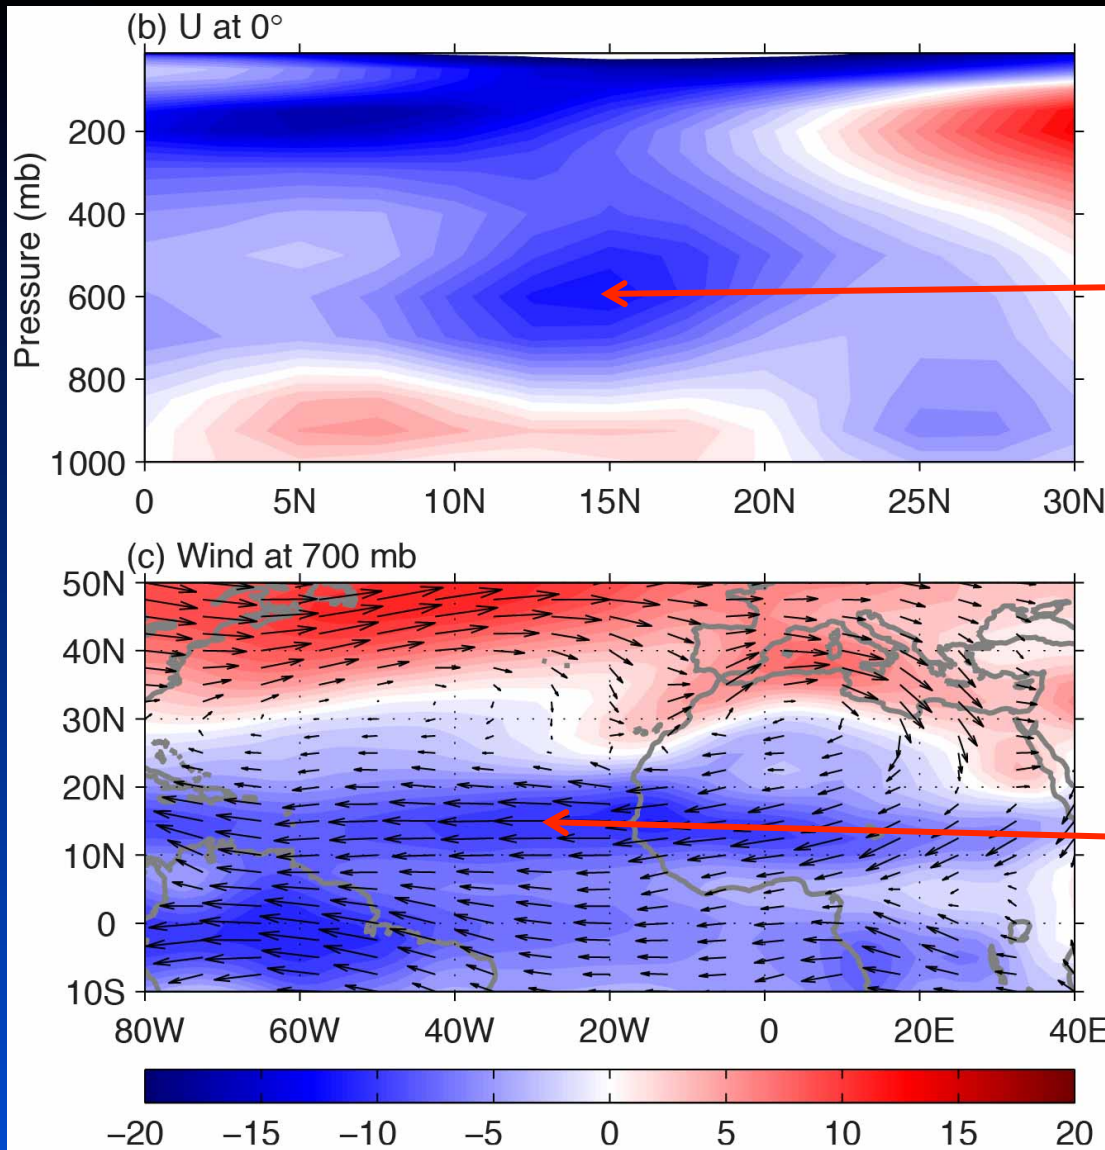 (b) U at 0°
Pressure (mb)
200
400
600
800
1000
0 5N 10N 15N 20N 25N 30N
(c) Wind at 700 mb
50N
40N
30N
20N
10N
0
10S
80W 60W 40W 20W 0 20E 40E
−20 −15 −10 −5 0 5 10 15 20